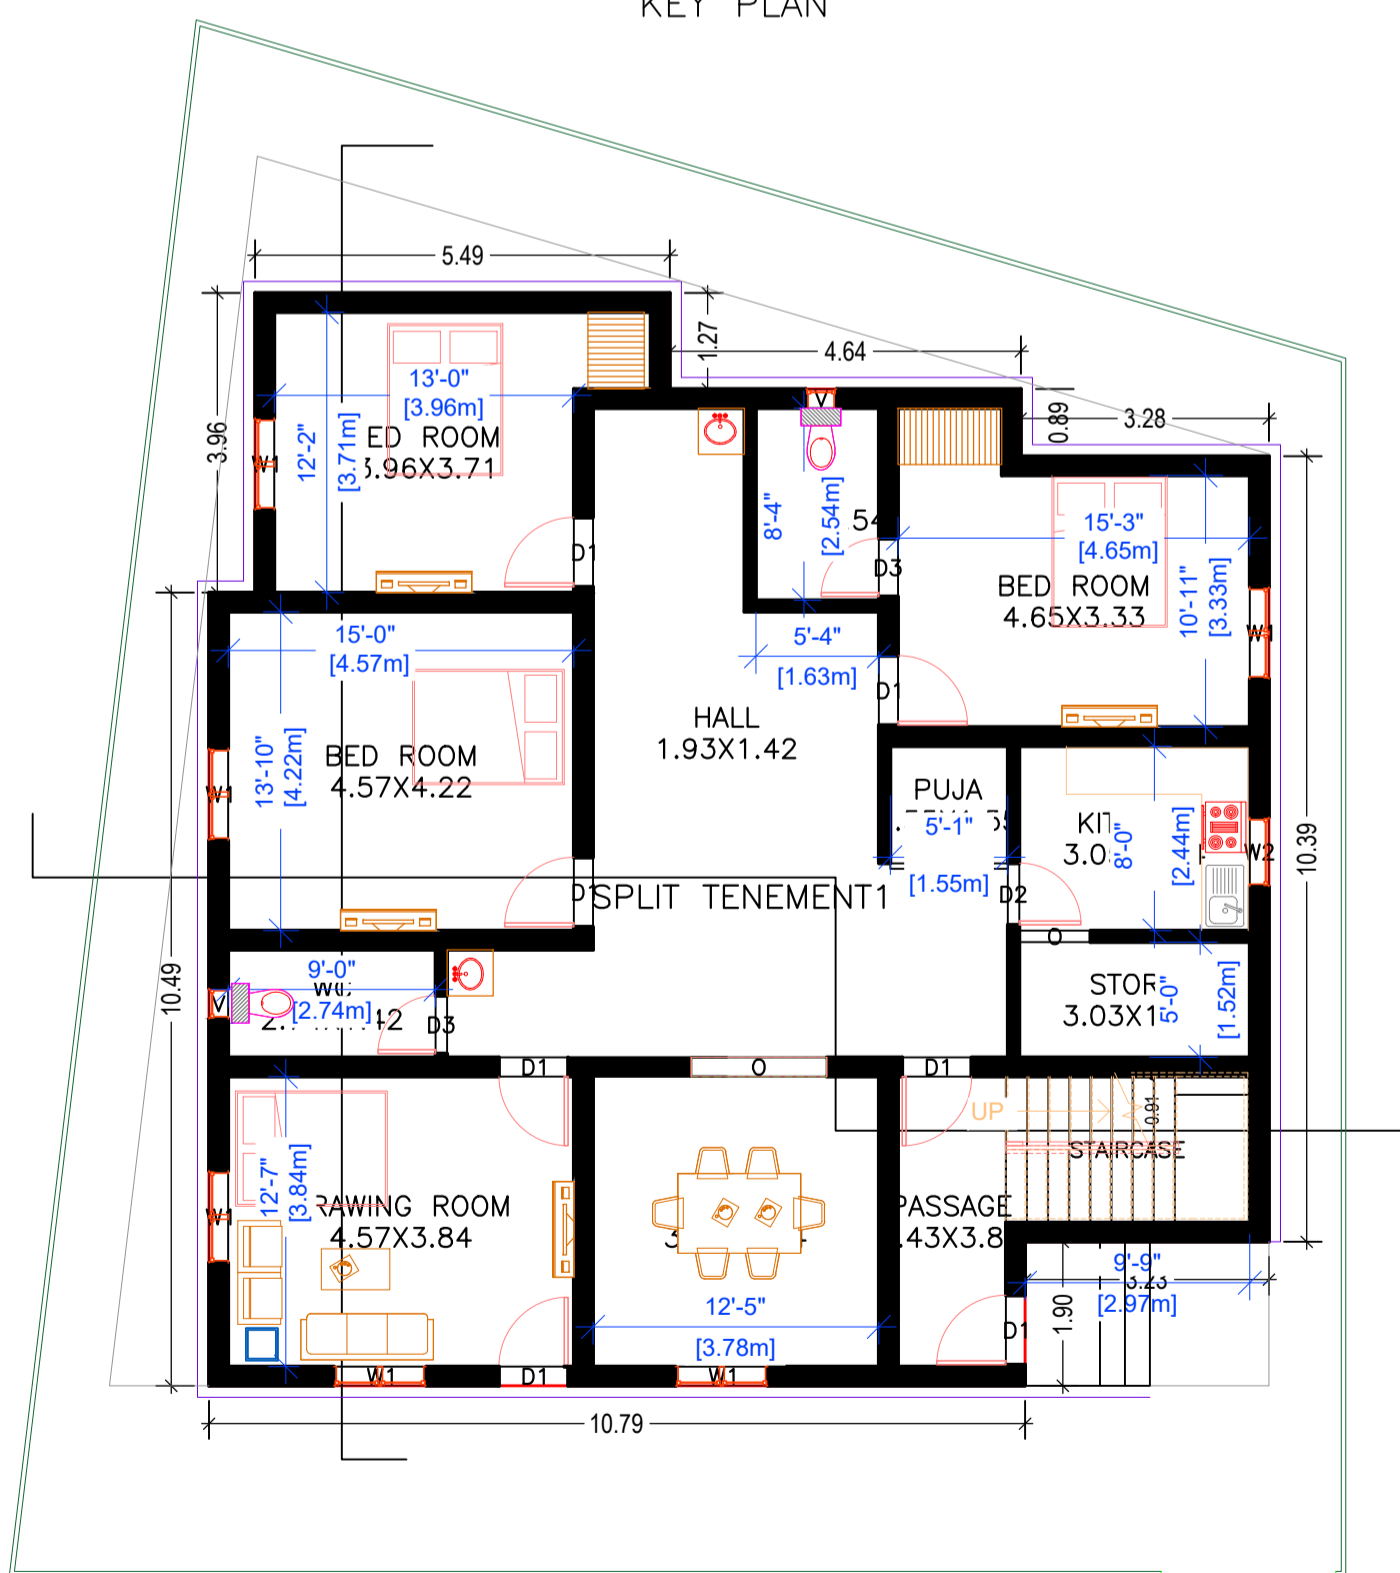 KEY PLAN
5.49
1.27
4.64
0.89
3.28
3.96
13'-0"
[3.96m]
12'-2"
[3.71m]
ED ROOM
3.96X3.71
W1
V
D1
8'-4"
[2.54m]
54
D3
15'-3"
[4.65m]
BED ROOM
4.65X3.33
10'-11"
[3.33m]
W1
15'-0"
[4.57m]
5'-4"
[1.63m]
D1
HALL
1.93X1.42
BED ROOM
4.57X4.22
13'-10"
[4.22m]
W1
PUJA
5'-1"
[1.55m]
3.0
8'-0"
[2.44m]
W2
10.39
SPLIT TENEMENT1
D2
O
10.49
9'-0"
[2.74m]
V
D3
STOR
3.03X1
5'-0"
[1.52m]
D1
O
D1
UP
0.91
STAIRCASE
12'-7"
[3.84m]
RAWING ROOM
4.57X3.84
W1
PASSAGE
.43X3.8
12'-5"
[3.78m]
9'-9"
3.23
[2.97m]
1.90
D1
W1
D1
W1
10.79